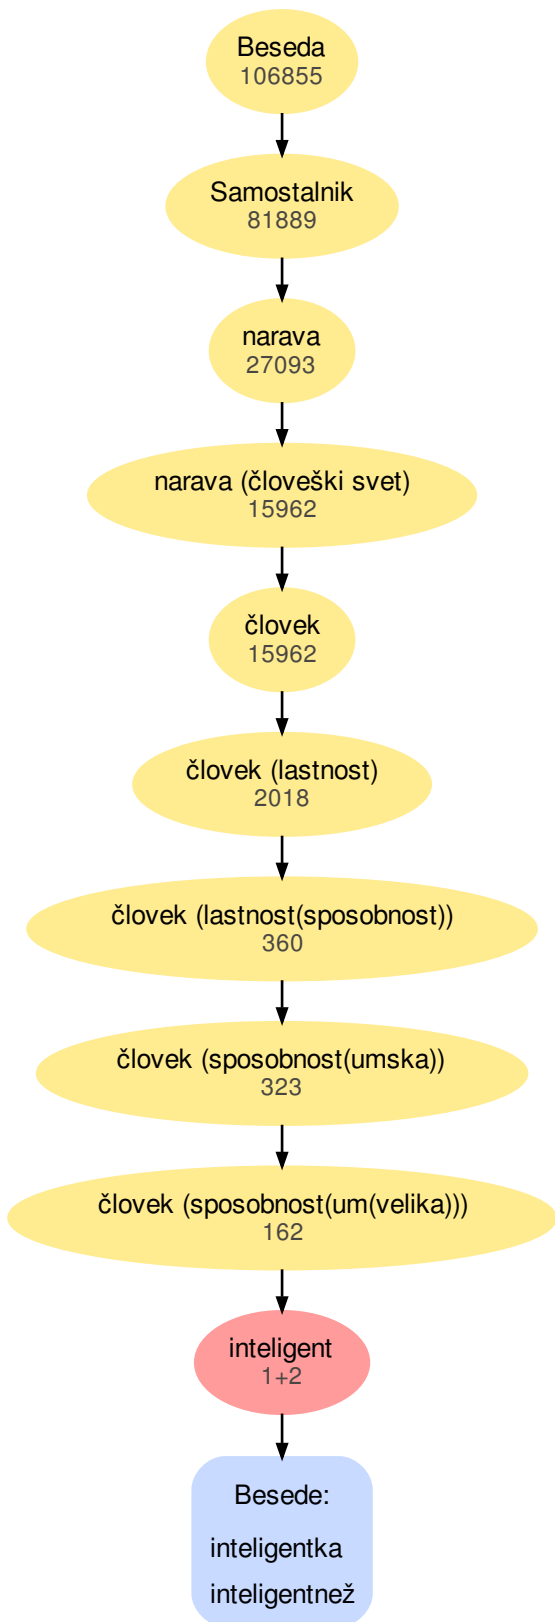 Beseda
106855
Samostalnik
81889
narava
27093
narava (človeški svet)
15962
človek
15962
človek (lastnost)
2018
človek (lastnost(sposobnost))
360
človek (sposobnost(umska))
323
človek (sposobnost(um(velika)))
162
inteligent
1+2
Besede:
inteligentka
inteligentnež